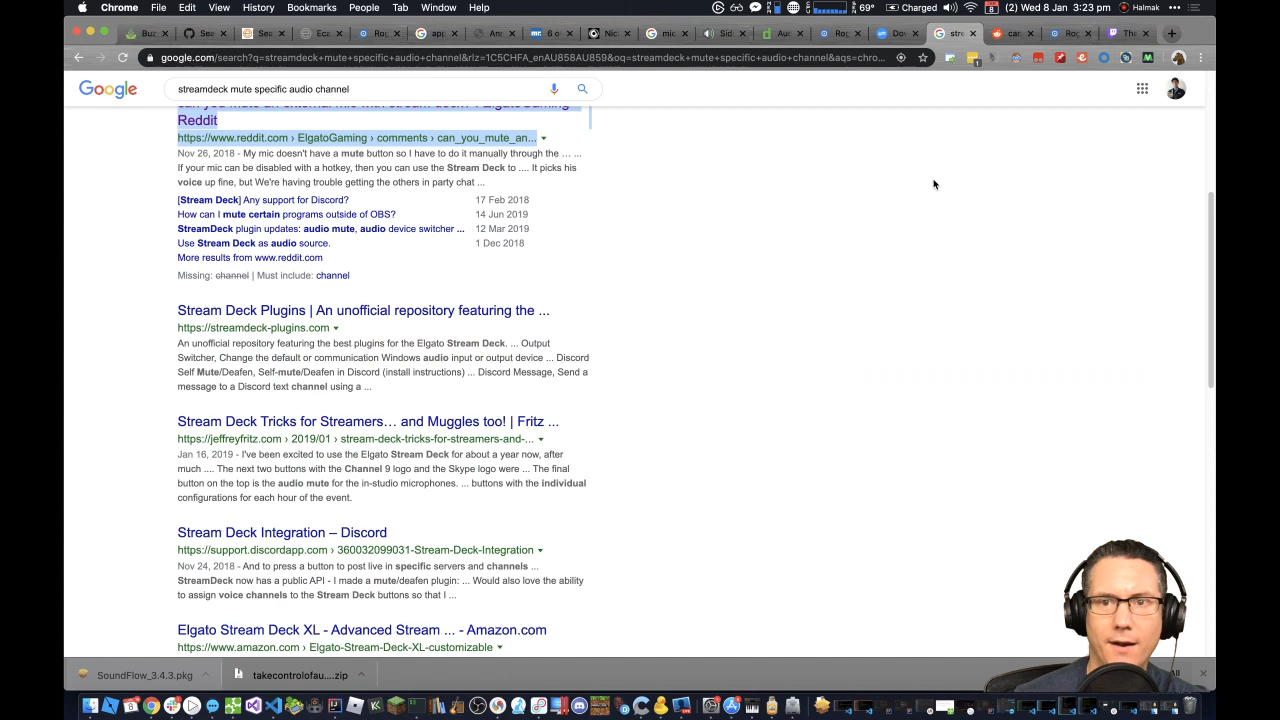 Chrome File Edit View History Bookmarks People Tab Window Help
69° Charged (2) Wed 8 Jan 3:23 pm Halmak
Buz Sea Sea Eca Rog app Ans 6 o Nic mic Sid Aud Rog Dov stre can Rog Tha
google.com/search?q=streamdeck+mute+specific+audio+channel&rlz=1C5CHFA_enAU858AU859&oq=streamdeck+mute+specific+audio+channel&aqs=chro...
Google
streamdeck mute specific audio channel
Reddit
https://www.reddit.com › ElgatoGaming › comments › can_you_mute_an...
Nov 26, 2018 - My mic doesn't have a mute button so I have to do it manually through the ... ...
If your mic can be disabled with a hotkey, then you can use the Stream Deck to .... It picks his
voice up fine, but We're having trouble getting the others in party chat ...
[Stream Deck] Any support for Discord? 17 Feb 2018
How can I mute certain programs outside of OBS? 14 Jun 2019
StreamDeck plugin updates: audio mute, audio device switcher ... 12 Mar 2019
Use Stream Deck as audio source. 1 Dec 2018
More results from www.reddit.com
Missing: channel | Must include: channel
Stream Deck Plugins | An unofficial repository featuring the ...
https://streamdeck-plugins.com
An unofficial repository featuring the best plugins for the Elgato Stream Deck. ... Output
Switcher, Change the default or communication Windows audio input or output device ... Discord
Self Mute/Deafen, Self-mute/Deafen in Discord (install instructions) ... Discord Message, Send a
message to a Discord text channel using a ...
Stream Deck Tricks for Streamers… and Muggles too! | Fritz ...
https://jeffreyfritz.com › 2019/01 › stream-deck-tricks-for-streamers-and-...
Jan 16, 2019 - I've been excited to use the Elgato Stream Deck for about a year now, after
much .... The next two buttons with the Channel 9 logo and the Skype logo were ... The final
button on the top is the audio mute for the in-studio microphones. ... buttons with the individual
configurations for each hour of the event.
Stream Deck Integration – Discord
https://support.discordapp.com › 360032099031-Stream-Deck-Integration
Nov 24, 2018 - And to press a button to post live in specific servers and channels ...
StreamDeck now has a public API - I made a mute/deafen plugin: ... Would also love the ability
to assign voice channels to the Stream Deck buttons so that I ...
Elgato Stream Deck XL - Advanced Stream ... - Amazon.com
https://www.amazon.com › Elgato-Stream-Deck-XL-customizable
SoundFlow_3.4.3.pkg
takecontrolofau....zip